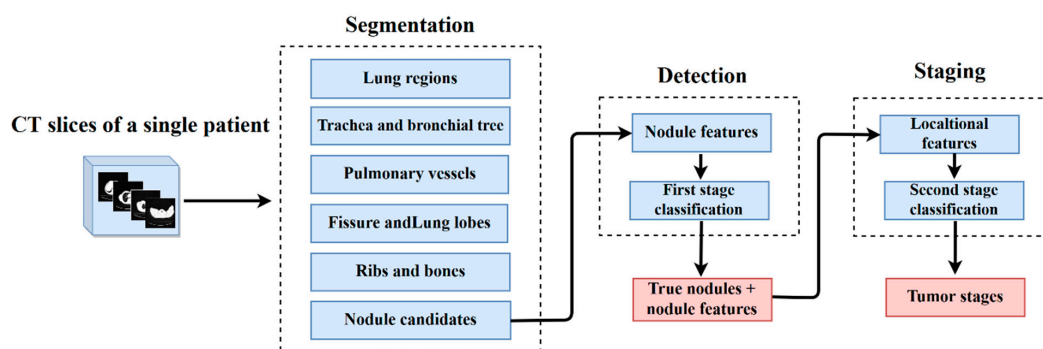 Segmentation
Lung regions
Trachea and bronchial tree
Pulmonary vessels
Fissure andLung lobes
Ribs and bones
Nodule candidates
CT slices of a single patient
Detection
Nodule features
First stage
classification
True nodules +
nodule features
Staging
Localtional
features
Second stage
classification
Tumor stages